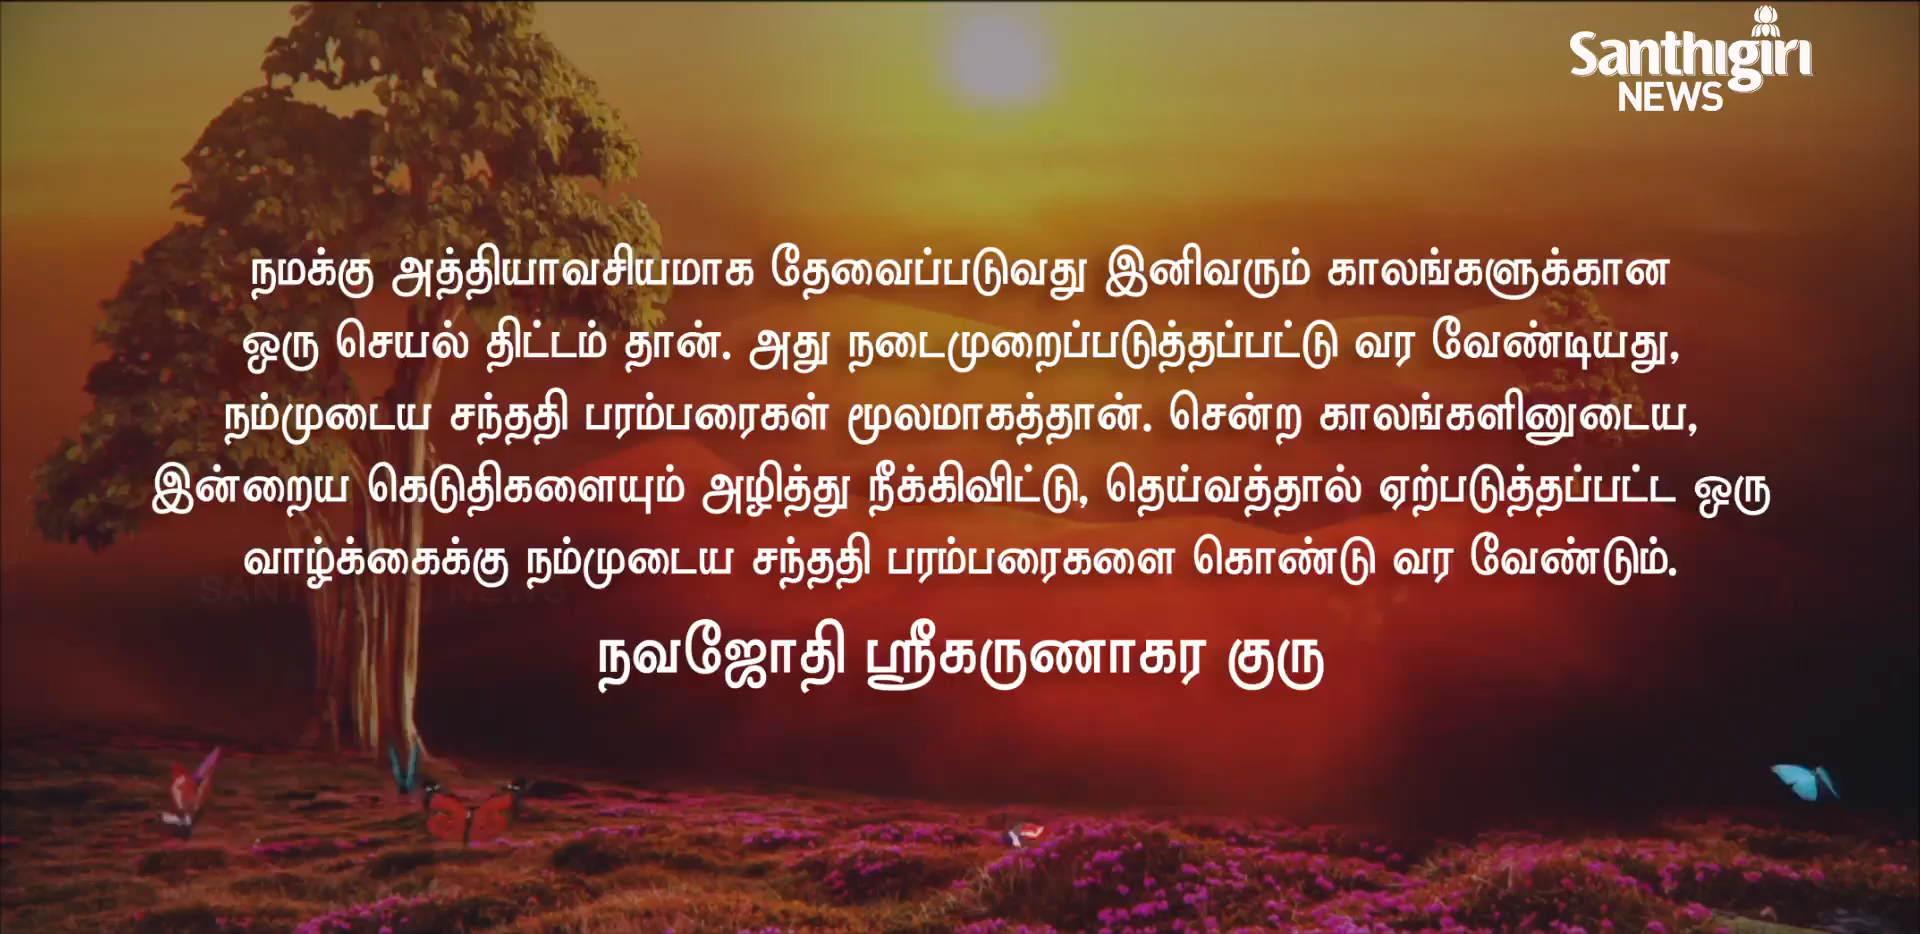 Santhigiri
NEWS
நமக்கு அத்தியாவசியமாக தேவைப்படுவது இனிவரும் காலங்களுக்கான
ஒரு செயல் திட்டம் தான். அது நடைமுறைப்படுத்தப்பட்டு வர வேண்டியது,
நம்முடைய சந்ததி பரம்பரைகள் மூலமாகத்தான். சென்ற காலங்களினுடைய,
இன்றைய கெடுதிகளையும் அழித்து நீக்கிவிட்டு, தெய்வத்தால் ஏற்படுத்தப்பட்ட ஒரு
வாழ்க்கைக்கு நம்முடைய சந்ததி பரம்பரைகளை கொண்டு வர வேண்டும்.
நவஜோதி ஸ்ரீகருணாகர குரு